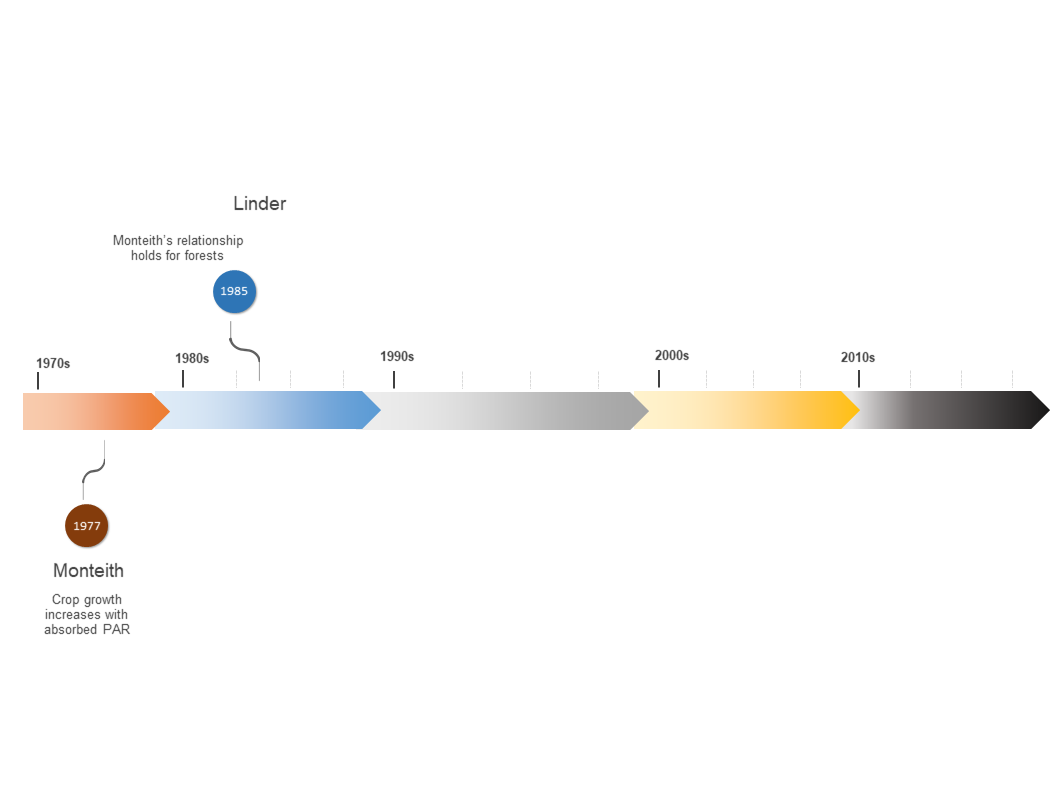 Linder
Monteith's relationship
holds for forests
1985
1970s
1980s
1990s
2000s
2010s
1977
Monteith
Crop growth
increases with
absorbed PAR